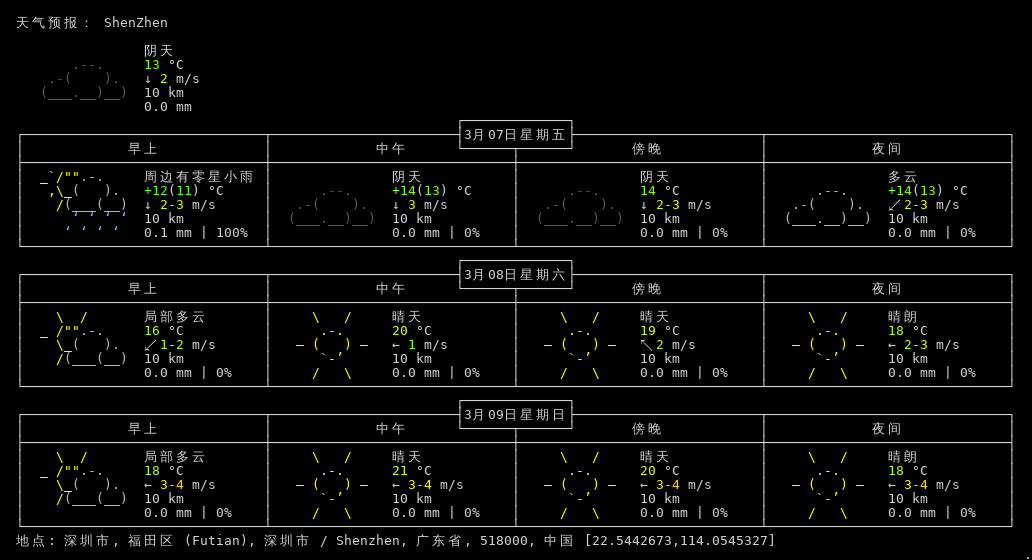 天气预报： ShenZhen
阴天
13 °C
↓ 2 m/s
10 km
0.0 mm
3月07日星期五
早上 中午 傍晚 夜间
周边有零星小雨 阴天 阴天 多云
+12(11) °C +14(13) °C 14 °C +14(13) °C
↓ 2-3 m/s ↓ 3 m/s ↓ 2-3 m/s ↙ 2-3 m/s
10 km 10 km 10 km 10 km
0.1 mm | 100% 0.0 mm | 0% 0.0 mm | 0% 0.0 mm | 0%
3月08日星期六
早上 中午 傍晚 夜间
局部多云 晴天 晴天 晴朗
16 °C 20 °C 19 °C 18 °C
↙ 1-2 m/s ← 1 m/s ↖ 2 m/s ← 2-3 m/s
10 km 10 km 10 km 10 km
0.0 mm | 0% 0.0 mm | 0% 0.0 mm | 0% 0.0 mm | 0%
3月09日星期日
早上 中午 傍晚 夜间
局部多云 晴天 晴天 晴朗
18 °C 21 °C 20 °C 18 °C
← 3-4 m/s ← 3-4 m/s ← 3-4 m/s ← 3-4 m/s
10 km 10 km 10 km 10 km
0.0 mm | 0% 0.0 mm | 0% 0.0 mm | 0% 0.0 mm | 0%
地点: 深圳市, 福田区 (Futian), 深圳市 / Shenzhen, 广东省, 518000, 中国 [22.5442673,114.0545327]